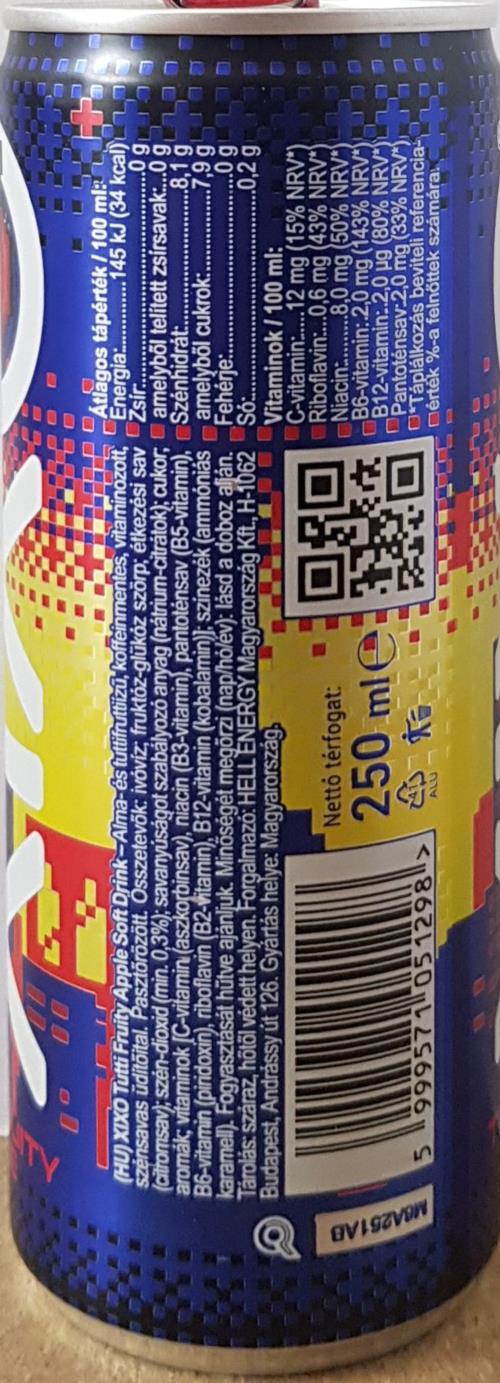 (HU) XIXO Tutti Fruity Apple Soft Drink – Alma- és tuttifruttiízű, koffeinmentes, vitaminozott,
szénsavas üdítőital. Pasztőrözött. Összetevők: ivóvíz; fruktóz-glükóz szörp; étkezési sav
(citromsav); szén-dioxid (min. 0,3%); savanyúságot szabályozó anyag (nátrium-citrátok); cukor;
aromák; vitaminok [C-vitamin (aszkorbinsav), niacin (B3-vitamin), pantoténsav (B5-vitamin),
B6-vitamin (piridoxin), riboflavin (B2-vitamin), B12-vitamin (kobalamin)]; színezék (ammóniás
karamell). Fogyasztását hűtve ajánljuk. Minőségét megőrzi (nap/hó/év): lásd a doboz alján.
Tárolás: száraz, hőtől védett helyen. Forgalmazó: HELL ENERGY Magyarország Kft. H-1062
Budapest, Andrássy út 126. Gyártás helye: Magyarország.
Átlagos tápérték / 100 ml:
Energia:.......145 kJ (34 kcal)
Zsír:..........0 g
amelyből telített zsírsavak:...0 g
Szénhidrát:..........8,1 g
amelyből cukrok:..........7,9 g
Fehérje:..........0 g
Só:..........0,2 g
Vitaminok / 100 ml:
C-vitamin:....12 mg (15% NRV*)
Riboflavin:..0,6 mg (43% NRV*)
Niacin:......8,0 mg (50% NRV*)
B6-vitamin:.2,0 mg (143% NRV*)
B12-vitamin:.2,0 µg (80% NRV*)
Pantoténsav:.2,0 mg (33% NRV*)
*Táplálkozás beviteli referencia-
érték %-a felnőttek számára.
Nettó térfogat:
250 ml e
ALU
5 999571 051298 >
M6A251AB